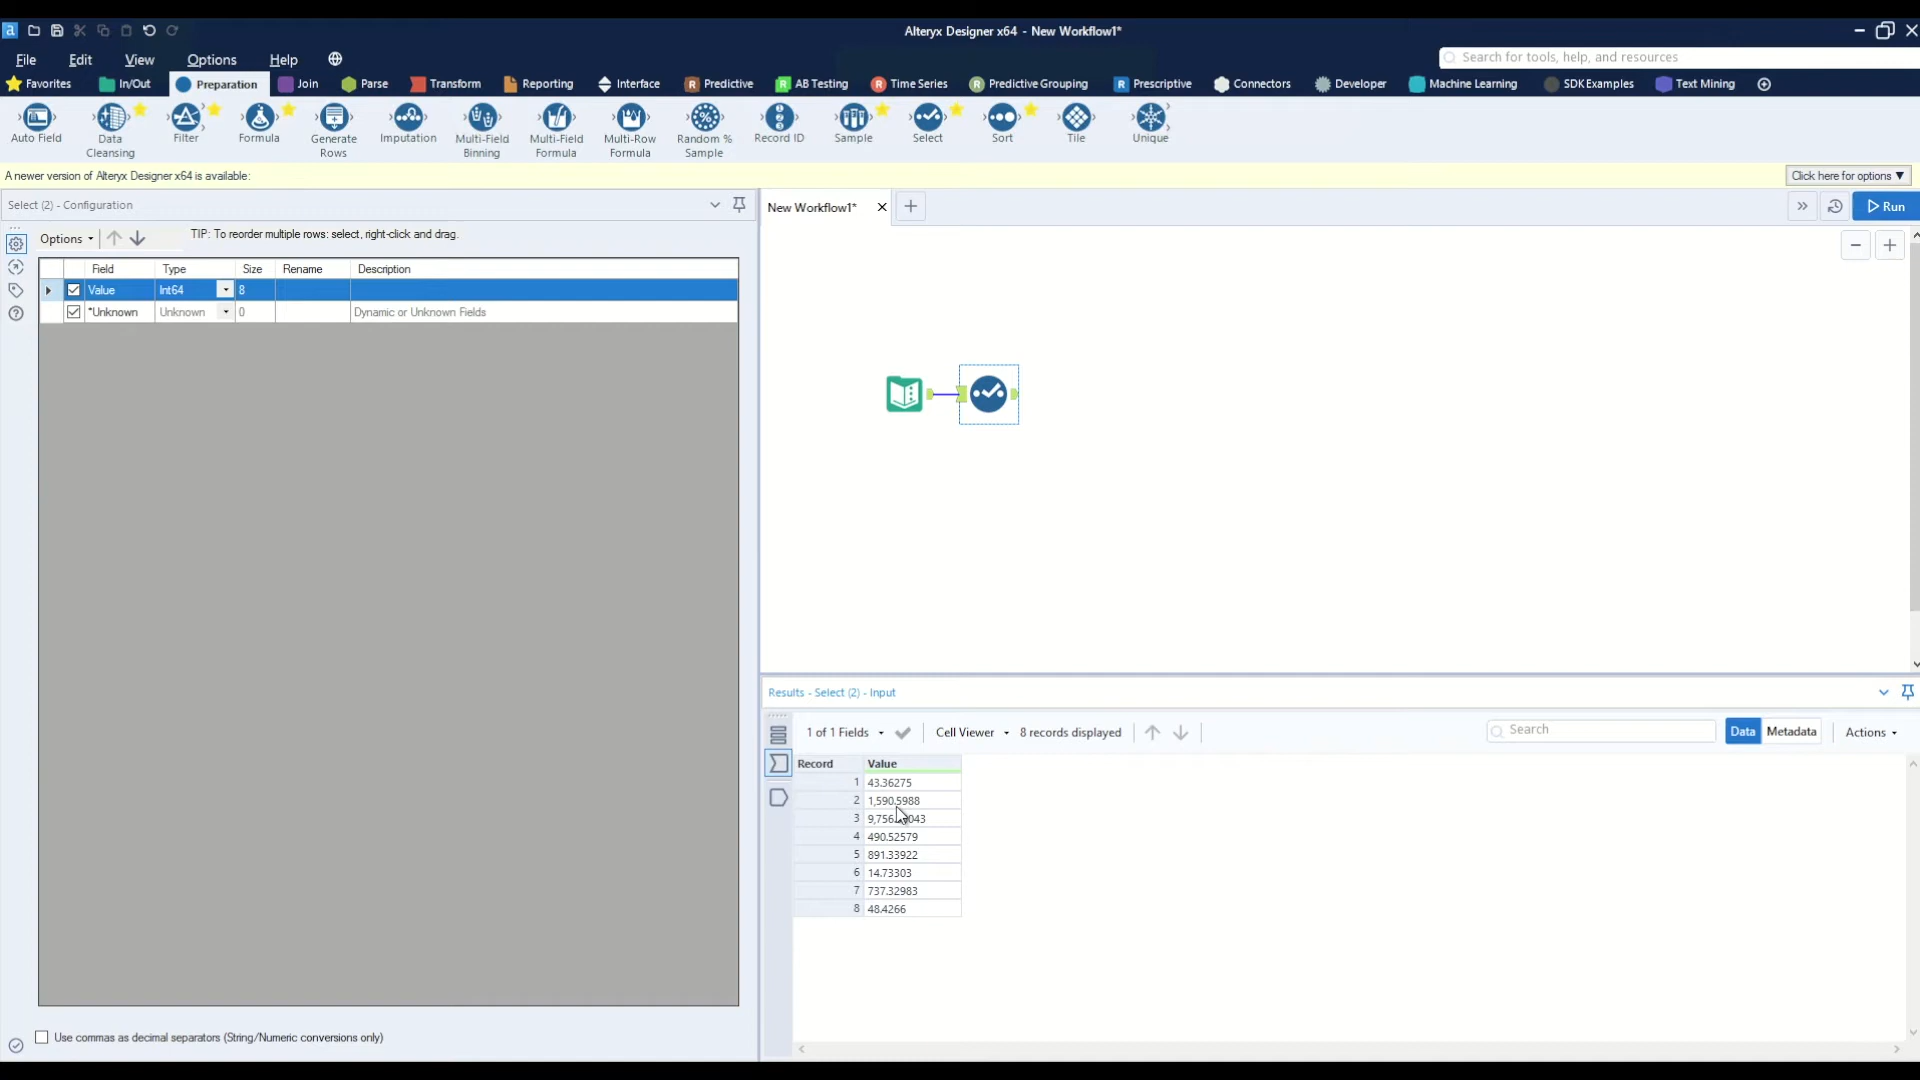 Alteryx Designer x64 - New Workflow1*
File Edit View Options Help
Search for tools, help, and resources
Favorites In/Out Preparation Join Parse Transform Reporting Interface Predictive AB Testing Time Series Predictive Grouping Prescriptive Connectors Developer Machine Learning SDK Examples Text Mining
Auto Field
Data
Cleansing
Filter
Formula
Generate
Rows
Imputation
Multi-Field
Binning
Multi-Field
Formula
Multi-Row
Formula
Random %
Sample
Record ID
Sample
Select
Sort
Tile
Unique
A newer version of Alteryx Designer x64 is available:
Click here for options ▼
Select (2) - Configuration
New Workflow1*
Run
Options
TIP: To reorder multiple rows: select, right-click and drag.
Field Type Size Rename Description
Value Int64 8
*Unknown Unknown 0 Dynamic or Unknown Fields
Results - Select (2) - Input
1 of 1 Fields Cell Viewer 8 records displayed
Search
Data Metadata
Actions
Record Value
1 43.36275
2 1,590.5988
3
4 490.52579
5 891.33922
6 14.73303
7 737.32983
8 48.4266
Use commas as decimal separators (String/Numeric conversions only)